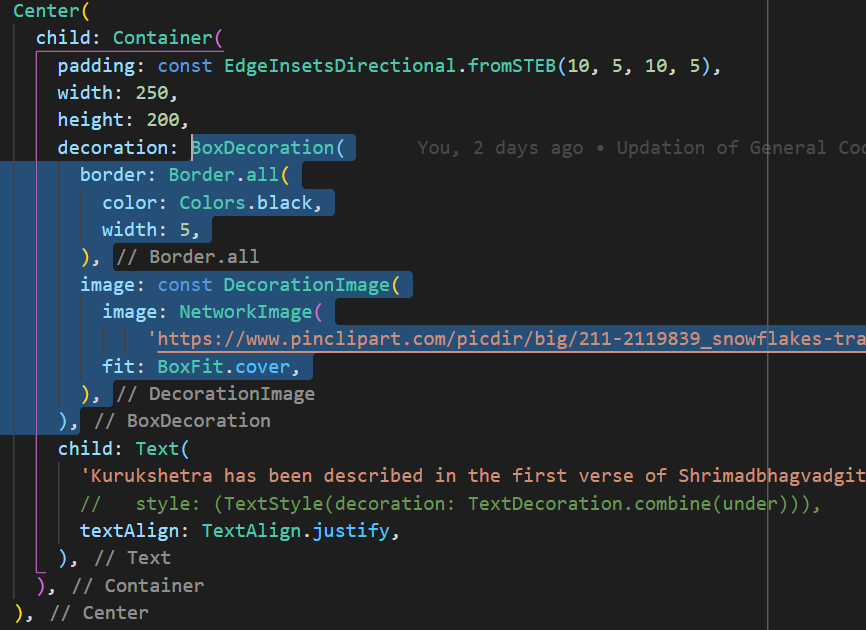 Center(
child: Container(
padding: const EdgeInsetsDirectional.fromSTEB(10, 5, 10, 5),
width: 250,
height: 200,
decoration: BoxDecoration( You, 2 days ago • Updation of General Coo
border: Border.all(
color: Colors.black,
width: 5,
), // Border.all
image: const DecorationImage(
image: NetworkImage(
'https://www.pinclipart.com/picdir/big/211-2119839_snowflakes-tra
fit: BoxFit.cover,
), // DecorationImage
), // BoxDecoration
child: Text(
'Kurukshetra has been described in the first verse of Shrimadbhagvadgit
// style: (TextStyle(decoration: TextDecoration.combine(under))),
textAlign: TextAlign.justify,
), // Text
), // Container
), // Center